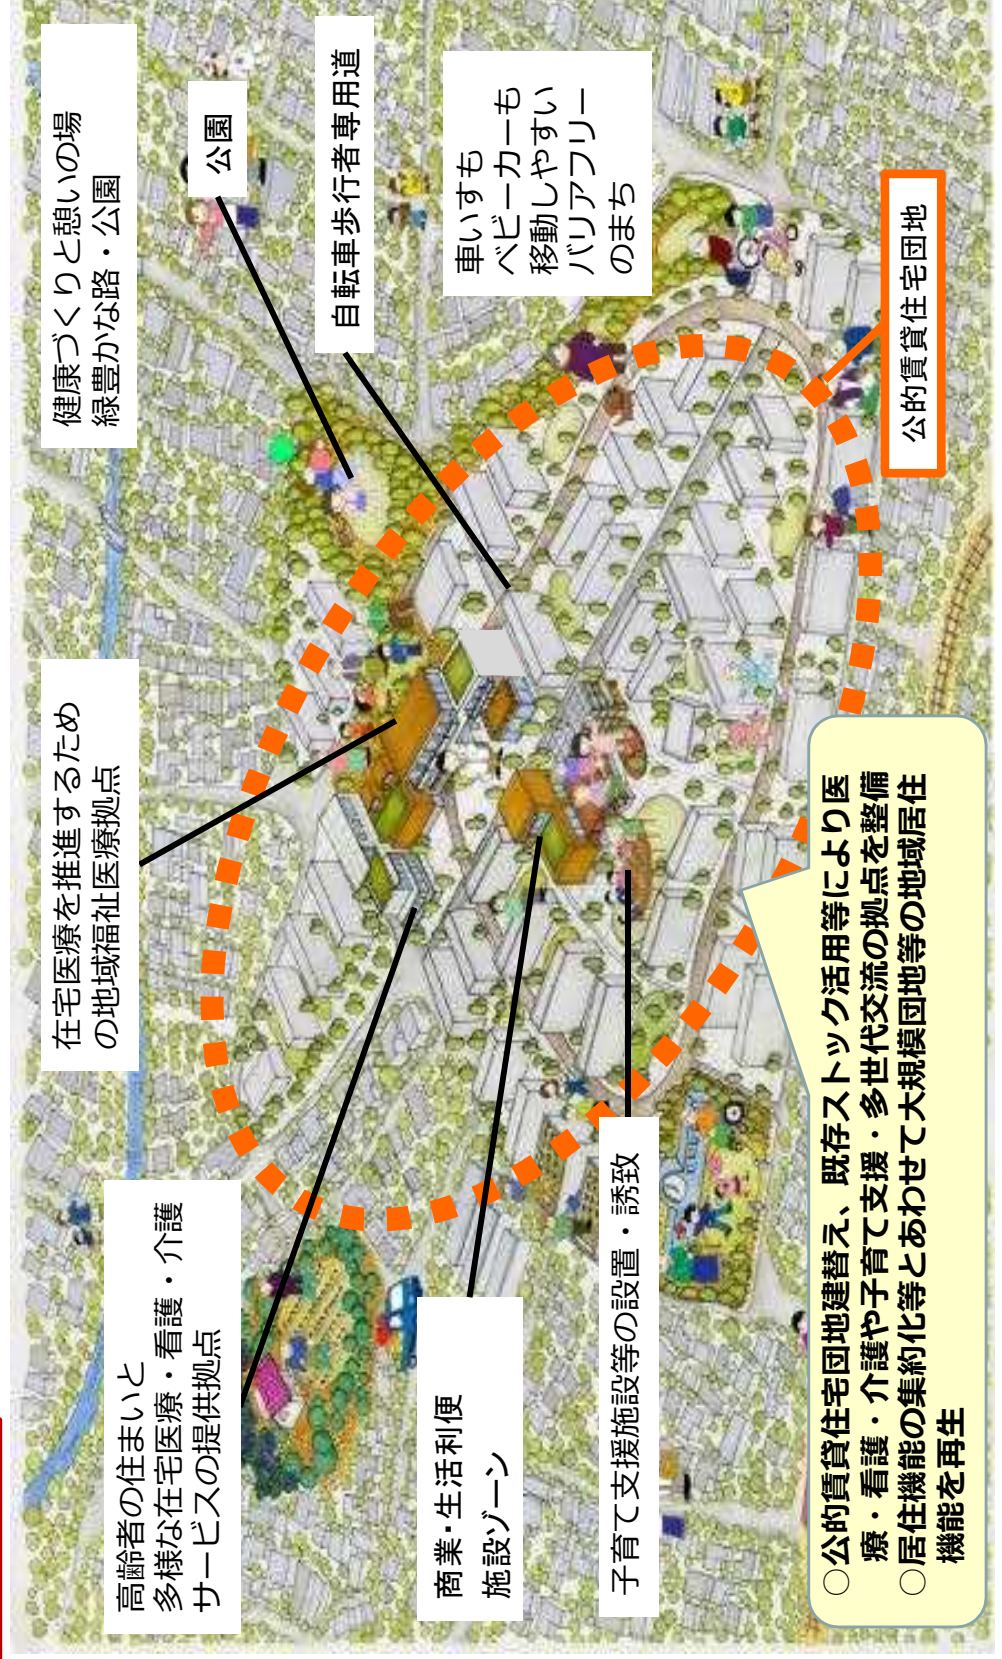 健康づくりと憩いの場
緑豊かな路・公園
公園
自転車歩行者専用道
車いすも
ベビーカーも
移動しやすい
バリアフリー
のまち
公的賃貸住宅団地
在宅医療を推進するため
の地域福祉医療拠点
高齢者の住まいと
多様な在宅医療・看護・介護
サービスの提供拠点
商業・生活利便
施設ゾーン
子育て支援施設等の設置・誘致
○公的賃貸住宅団地建替え、既存ストック活用等により医
療・看護・介護や子育て支援・多世代交流の拠点を整備
○居住機能の集約化等とあわせて大規模団地等の地域居住
機能を再生